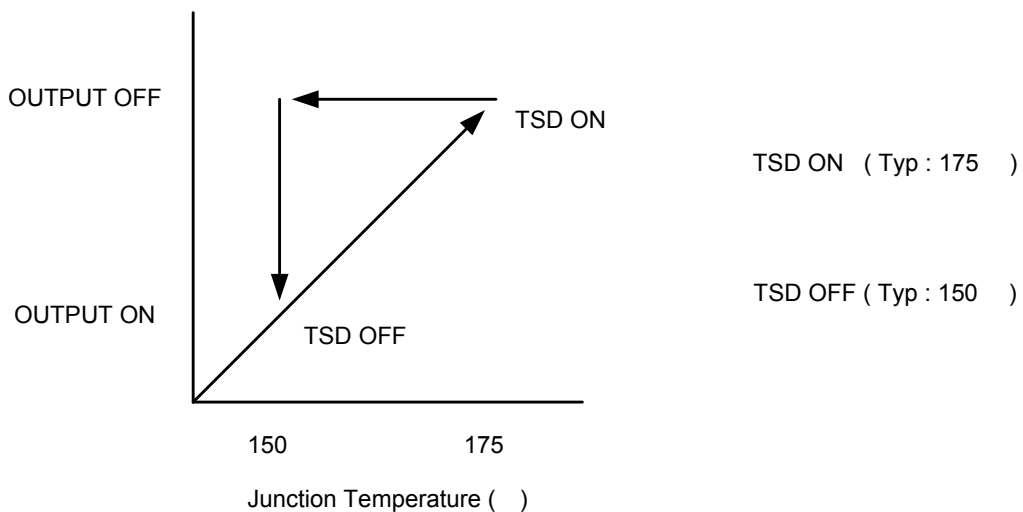 OUTPUT OFF
TSD ON
TSD ON ( Typ : 175 )
TSD OFF ( Typ : 150 )
OUTPUT ON
TSD OFF
150 175
Junction Temperature ( )